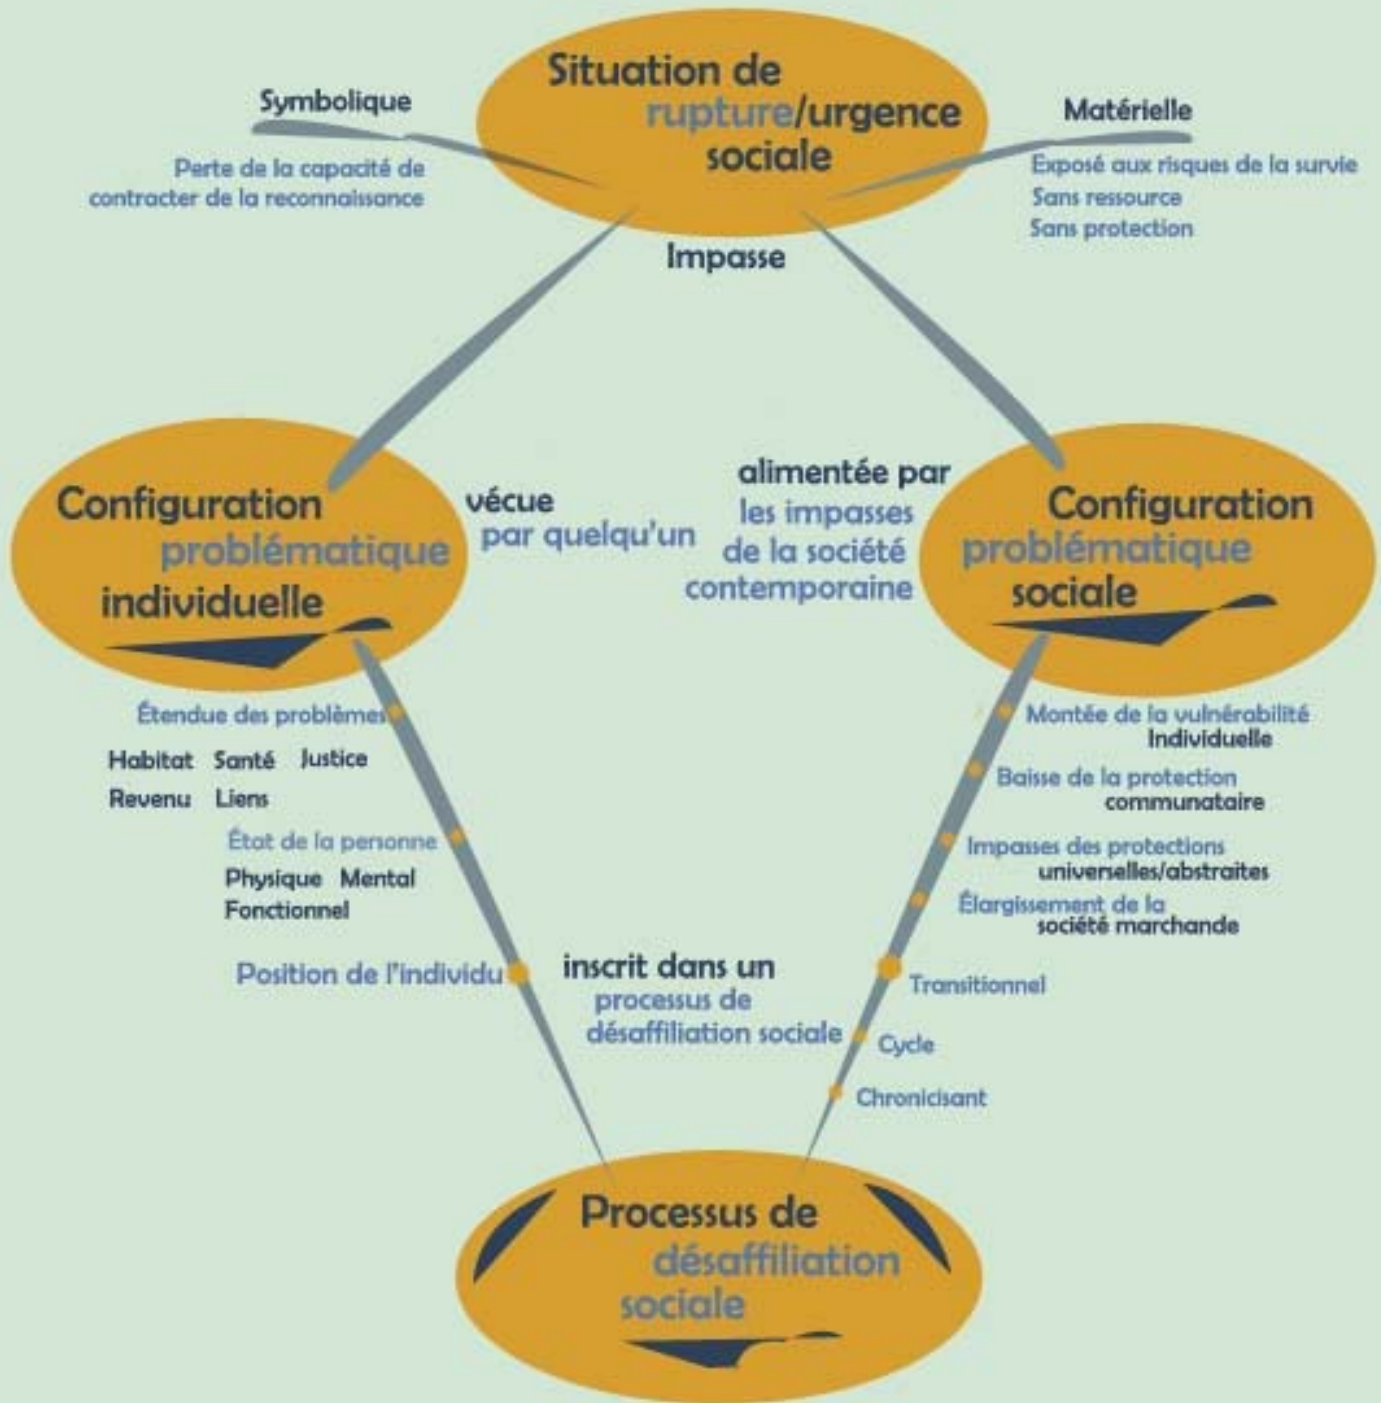 Situation de
rupture/urgence
sociale
Symbolique
Perte de la capacité de
contracter de la reconnaissance
Matérielle
Exposé aux risques de la survie
Sans ressource
Sans protection
Impasse
Configuration
problématique
individuelle
vécue
par quelqu'un
alimentée par
les impasses
de la société
contemporaine
Configuration
problématique
sociale
Étendue des problèmes
Habitat Santé Justice
Revenu Liens
État de la personne
Physique Mental
Fonctionnel
Position de l'individu
Montée de la vulnérabilité
Individuelle
Baisse de la protection
communataire
Impasses des protections
universelles/abstraites
Élargissement de la
société marchande
inscrit dans un
processus de
désaffiliation sociale
Transitionnel
Cycle
Chronicisant
Processus de
désaffiliation
sociale